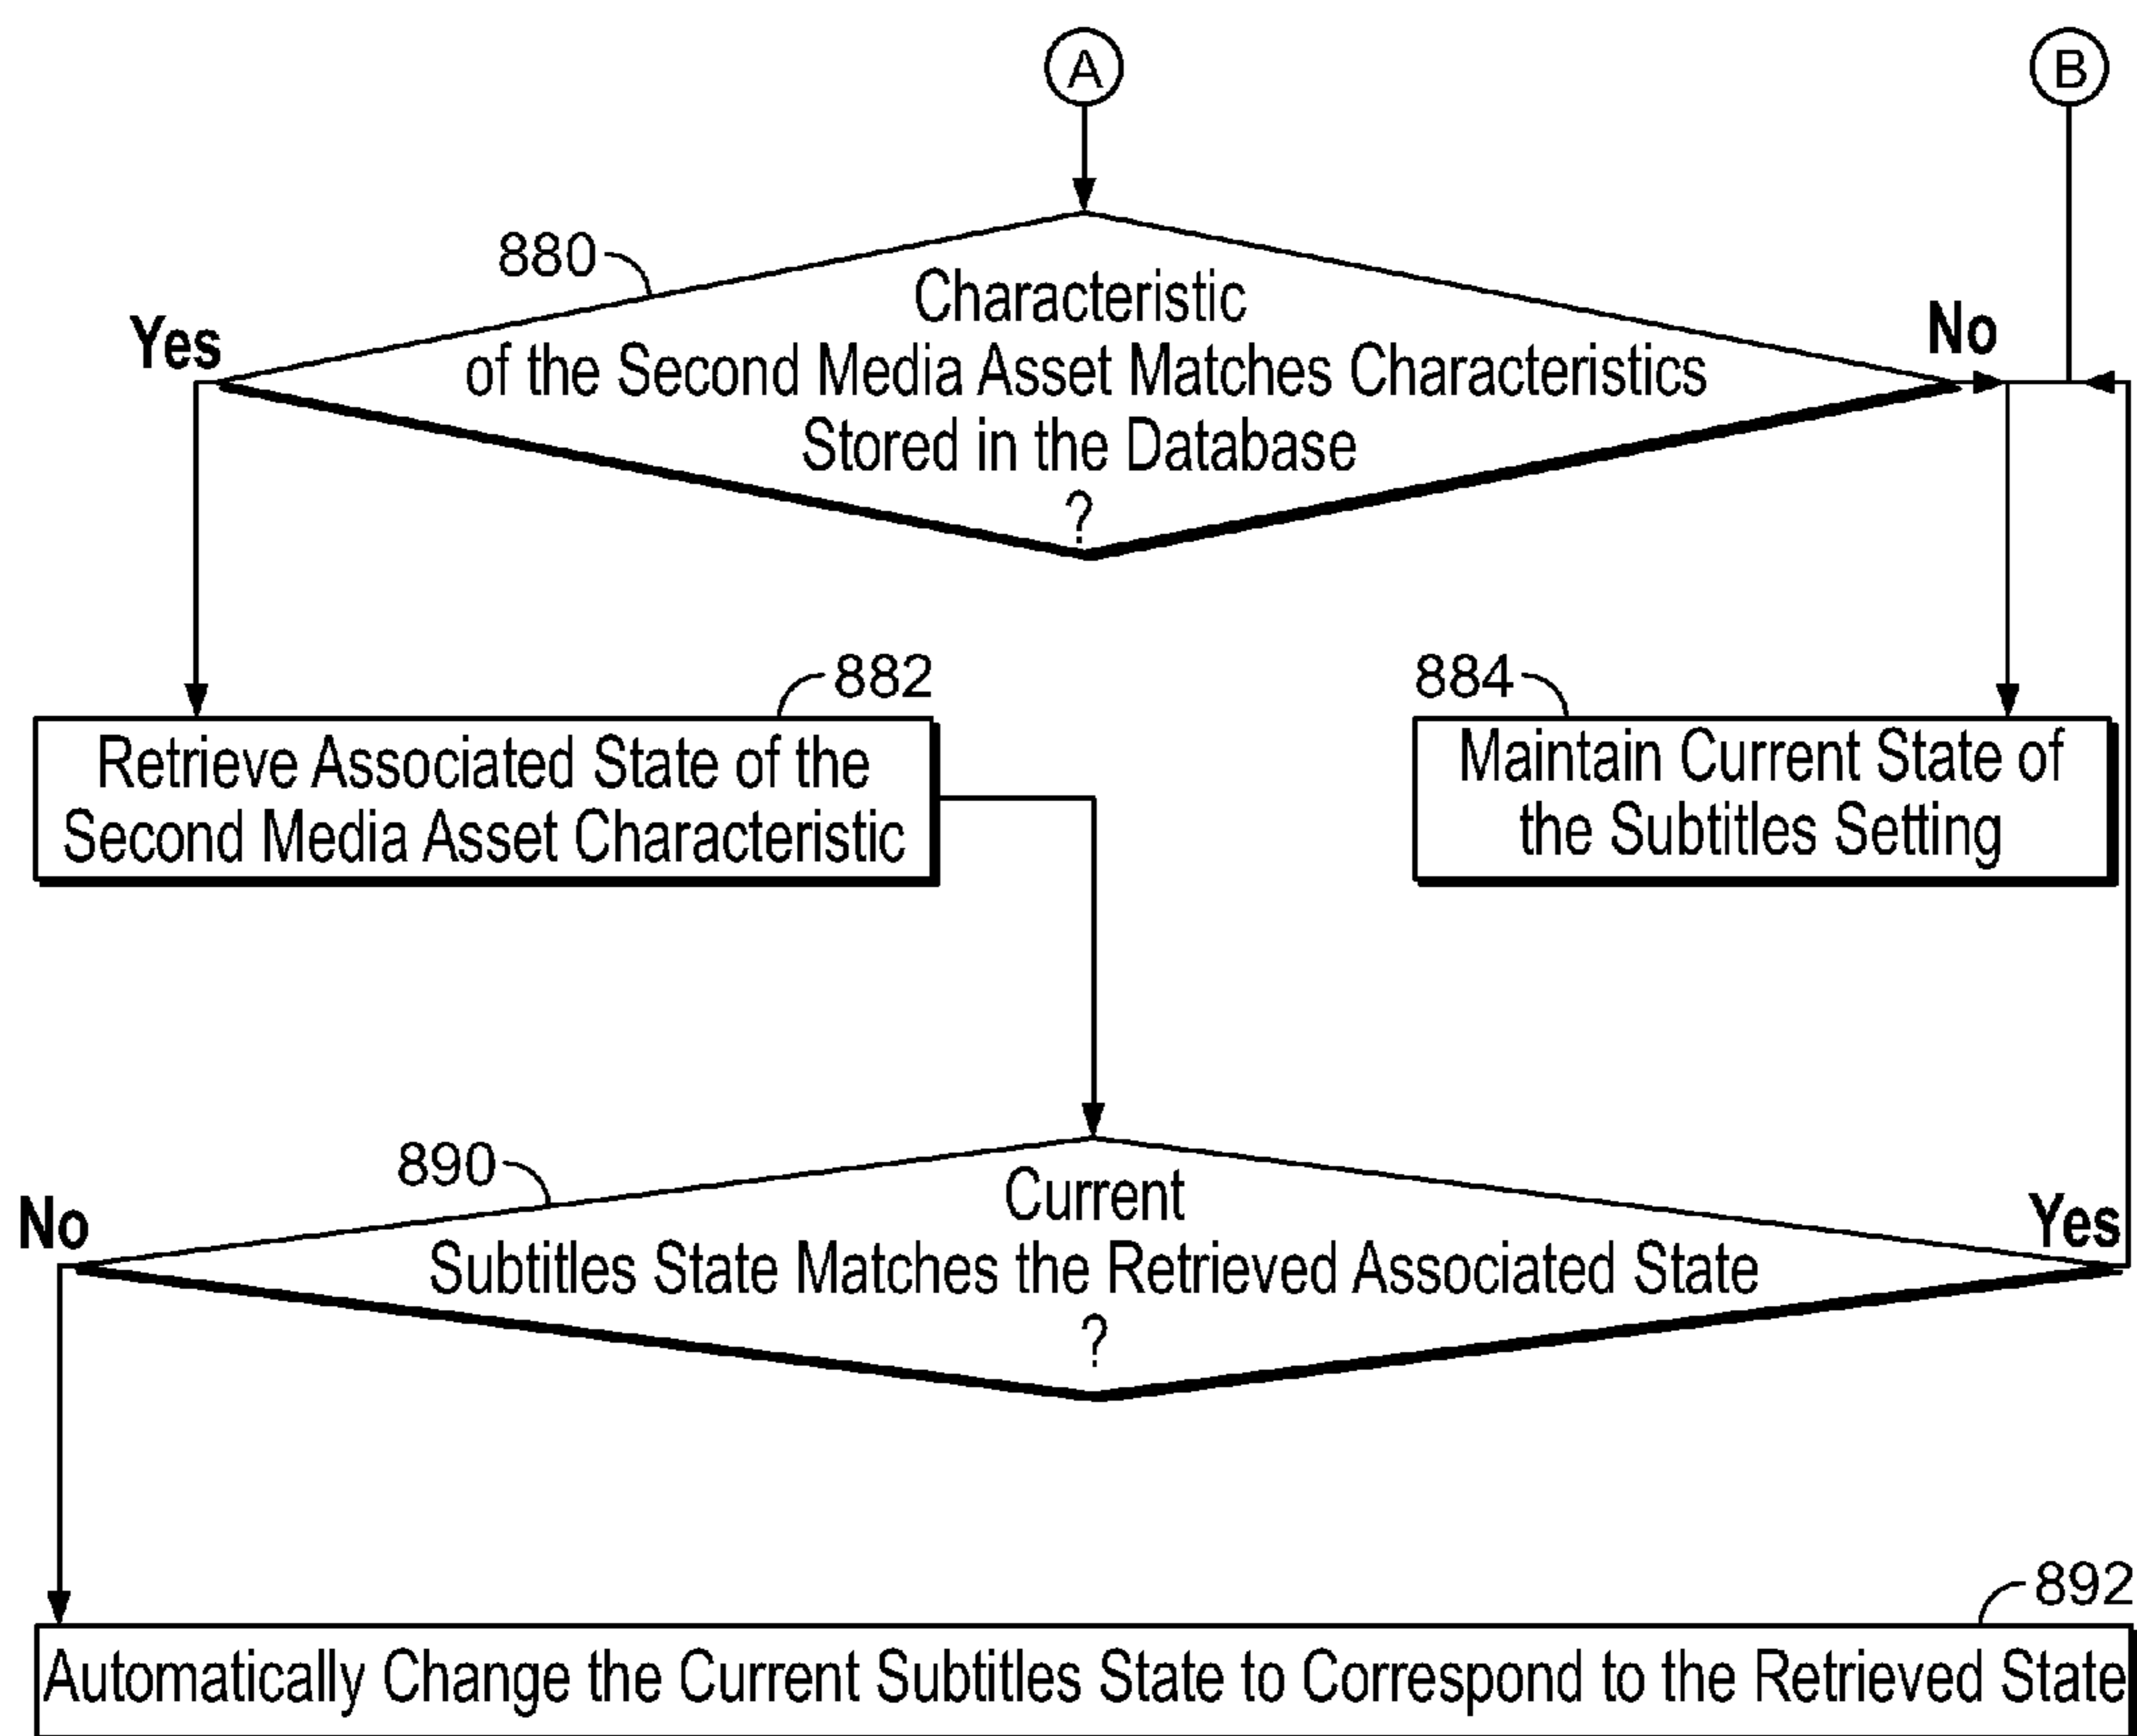 A
B
880
Characteristic
of the Second Media Asset Matches Characteristics
Stored in the Database
?
Yes
No
882
Retrieve Associated State of the
Second Media Asset Characteristic
884
Maintain Current State of
the Subtitles Setting
890
Current
Subtitles State Matches the Retrieved Associated State
?
No
Yes
892
Automatically Change the Current Subtitles State to Correspond to the Retrieved State